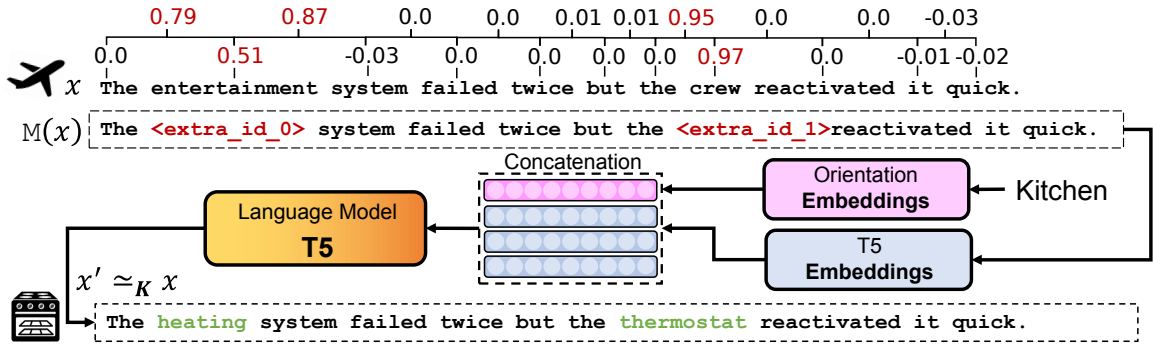 0.79 0.87 0.0 0.0 0.01 0.01 0.95 0.0 0.0 -0.03
0.0 0.51 -0.03 0.0 0.0 0.0 0.0 0.97 0.0 -0.01 -0.02
x The entertainment system failed twice but the crew reactivated it quick.
M(x) The <extra_id_0> system failed twice but the <extra_id_1>reactivated it quick.
Concatenation
Orientation
Embeddings
Kitchen
Language Model
T5
T5
Embeddings
x′ ≃K x
The heating system failed twice but the thermostat reactivated it quick.